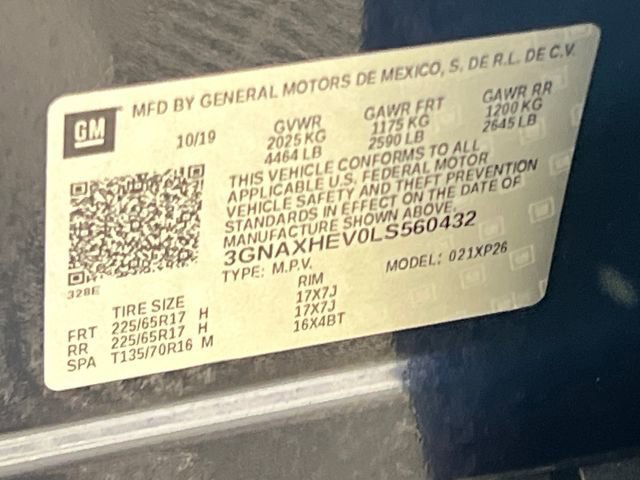 GM
MFD BY GENERAL MOTORS DE MEXICO, S. DE R.L. DE C.V.
10/19 GVWR GAWR FRT GAWR RR
2025 KG 1175 KG 1200 KG
4464 LB 2590 LB 2645 LB
THIS VEHICLE CONFORMS TO ALL
APPLICABLE U.S. FEDERAL MOTOR
VEHICLE SAFETY AND THEFT PREVENTION
STANDARDS IN EFFECT ON THE DATE OF
MANUFACTURE SHOWN ABOVE.
3GNAXHEV0LS560432
TYPE: M.P.V. MODEL: 021XP26
328E
TIRE SIZE RIM
FRT 225/65R17 H 17X7J
RR 225/65R17 H 17X7J
SPA T135/70R16 M 16X4BT